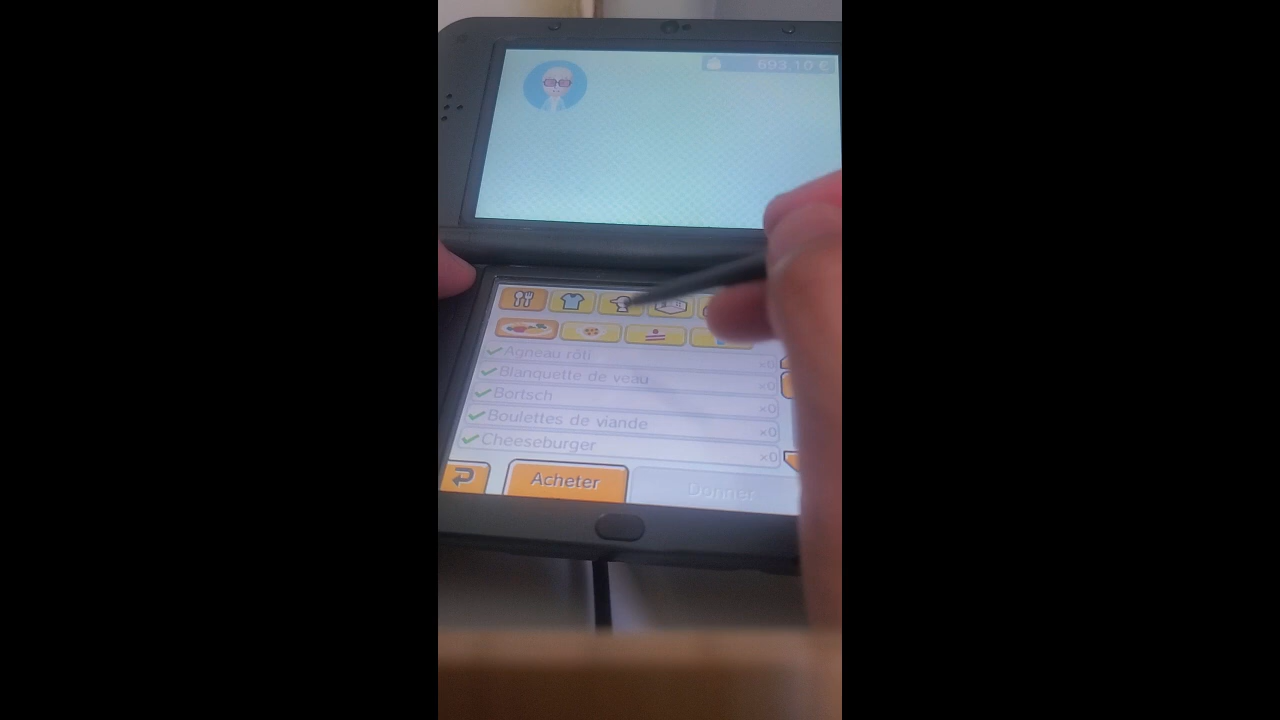 693.10 €
Agneau rôti ×0
Blanquette de veau ×0
Bortsch ×0
Boulettes de viande ×0
Cheeseburger ×0
Acheter
Donner